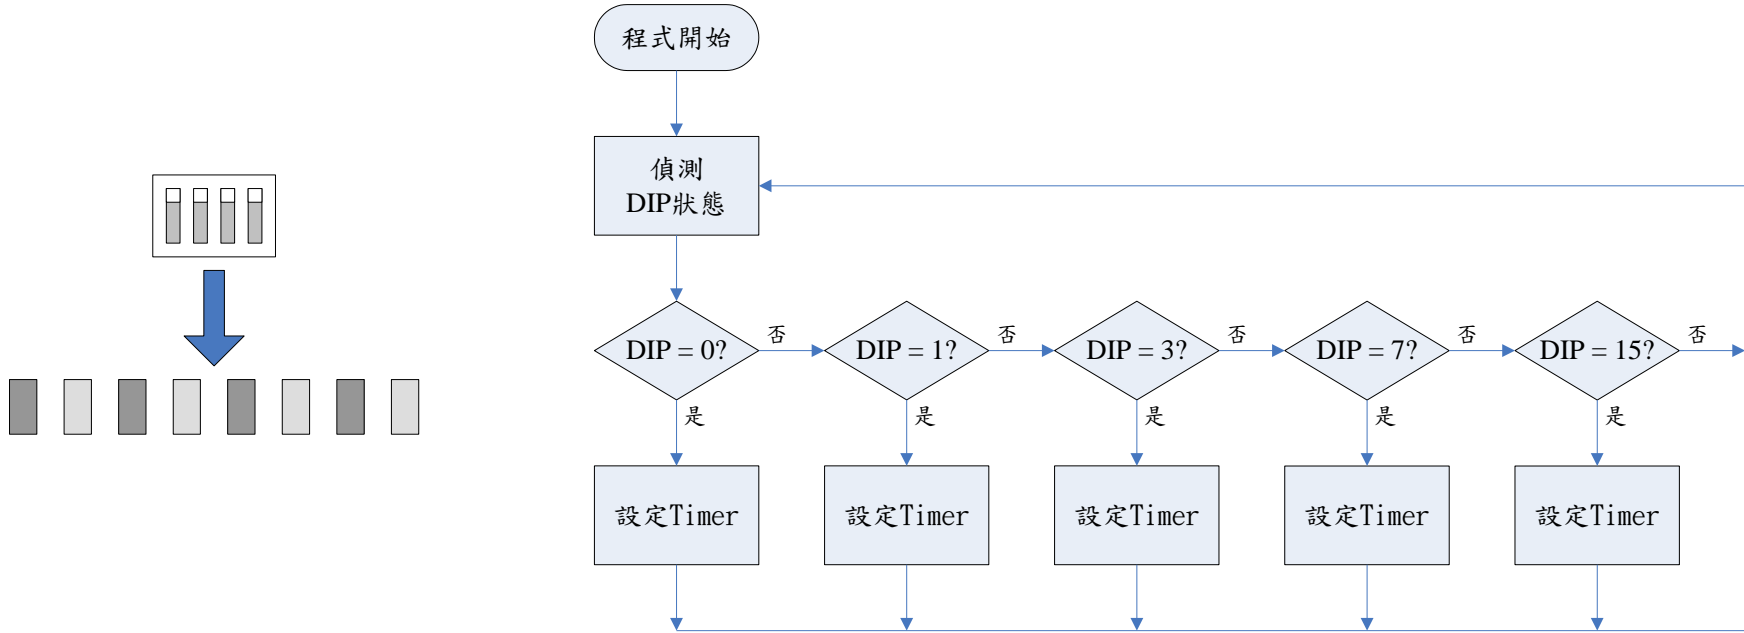 程式開始
偵測
DIP狀態
DIP = 0?
否
DIP = 1?
否
DIP = 3?
否
DIP = 7?
否
DIP = 15?
否
是
是
是
是
是
設定Timer
設定Timer
設定Timer
設定Timer
設定Timer